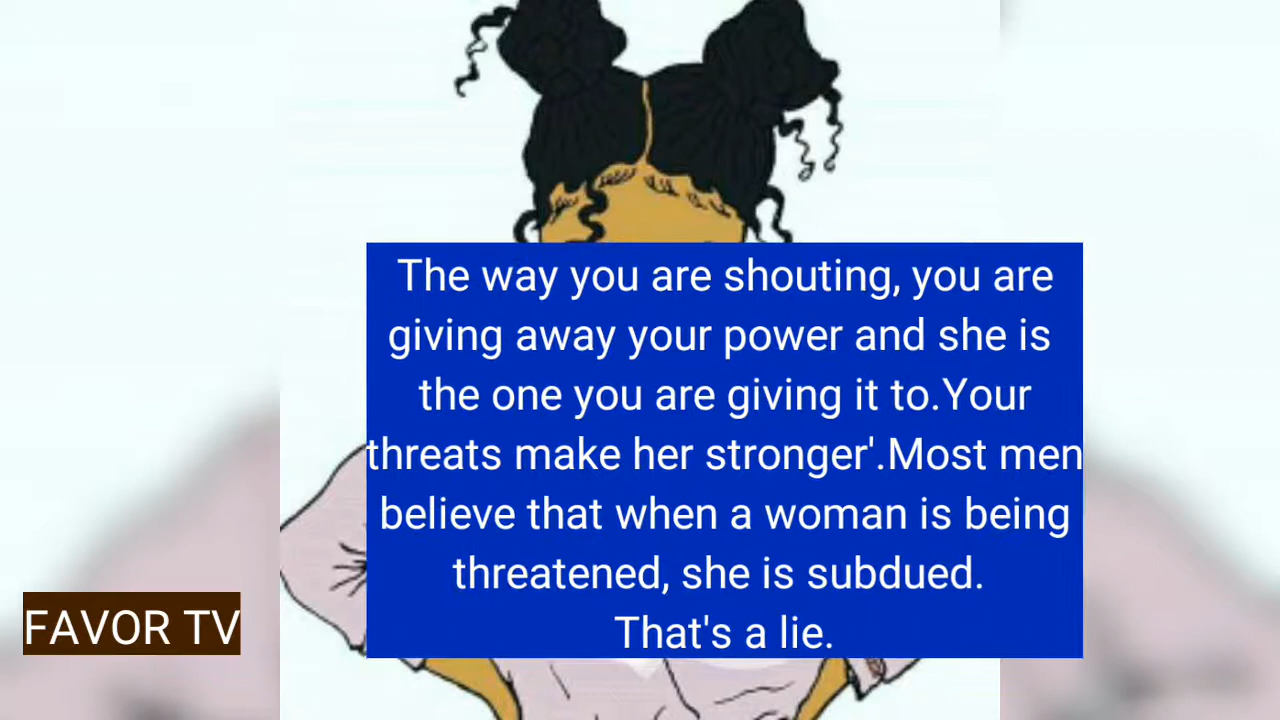 The way you are shouting, you are
giving away your power and she is
the one you are giving it to.Your
threats make her stronger'.Most men
believe that when a woman is being
threatened, she is subdued.
That's a lie.
FAVOR TV